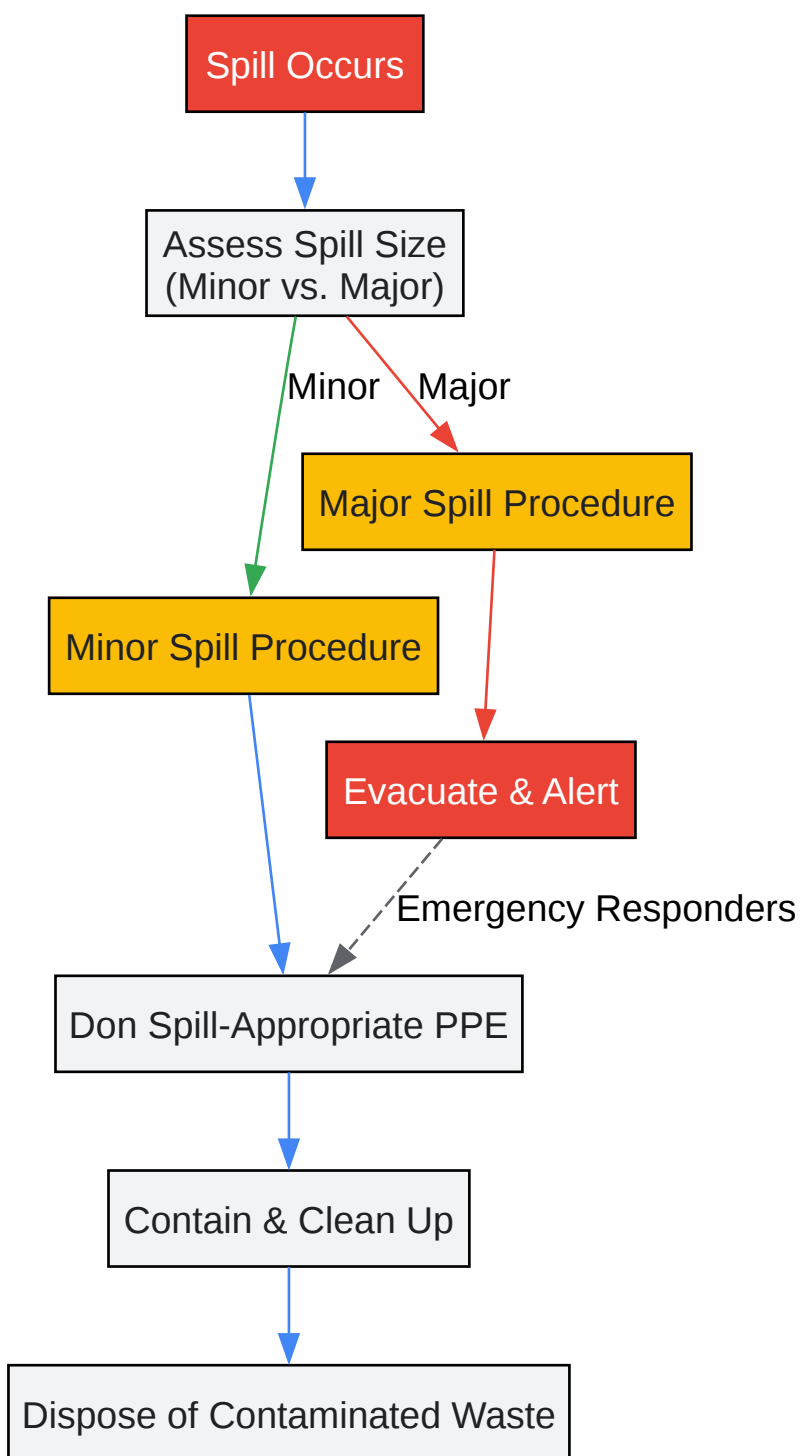 Spill Occurs
Assess Spill Size
(Minor vs. Major)
Minor
Major
Major Spill Procedure
Minor Spill Procedure
Evacuate & Alert
Emergency Responders
Don Spill-Appropriate PPE
Contain & Clean Up
Dispose of Contaminated Waste